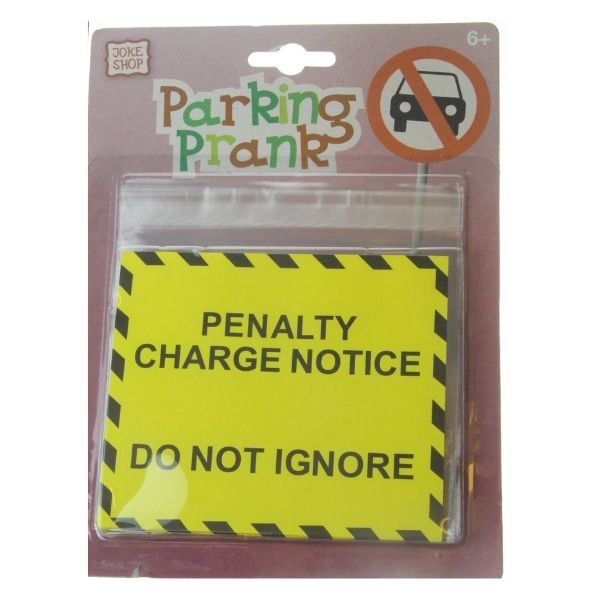 JOKE
SHOP
6+
Parking
Prank
PENALTY
CHARGE NOTICE
DO NOT IGNORE